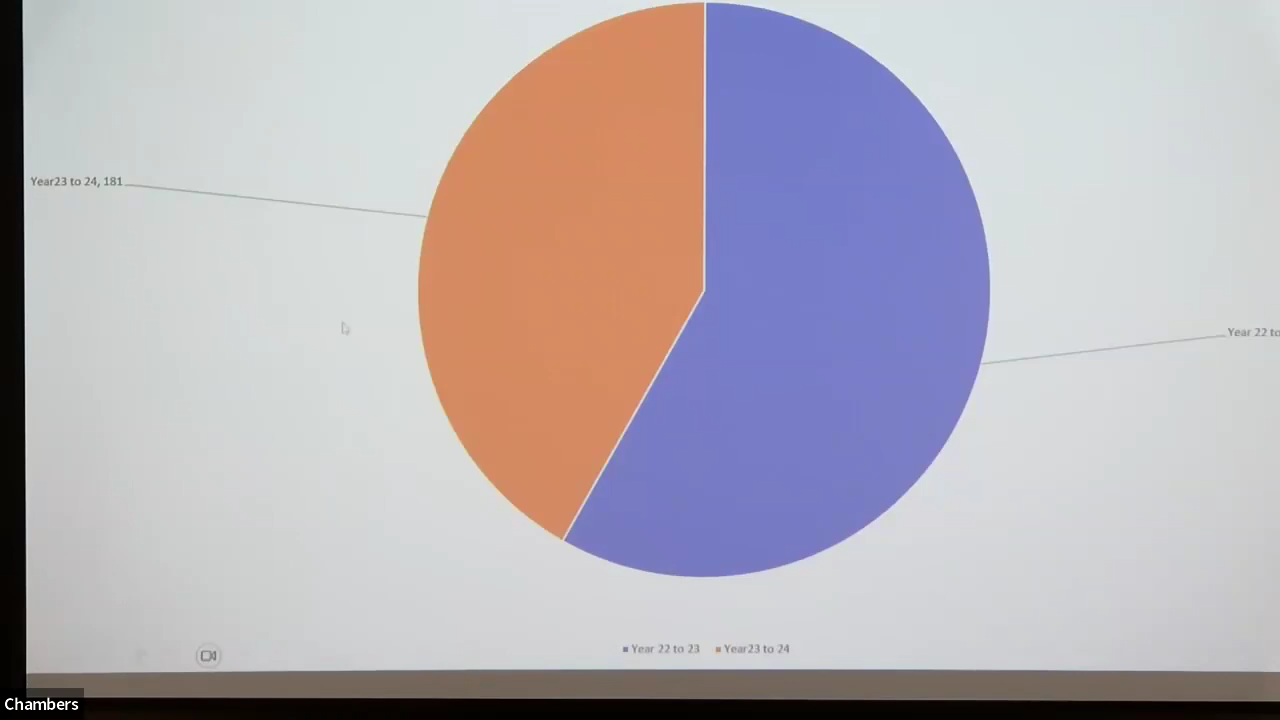 Year23 to 24, 181
Year 22 to
Year 22 to 23
Year23 to 24
Chambers